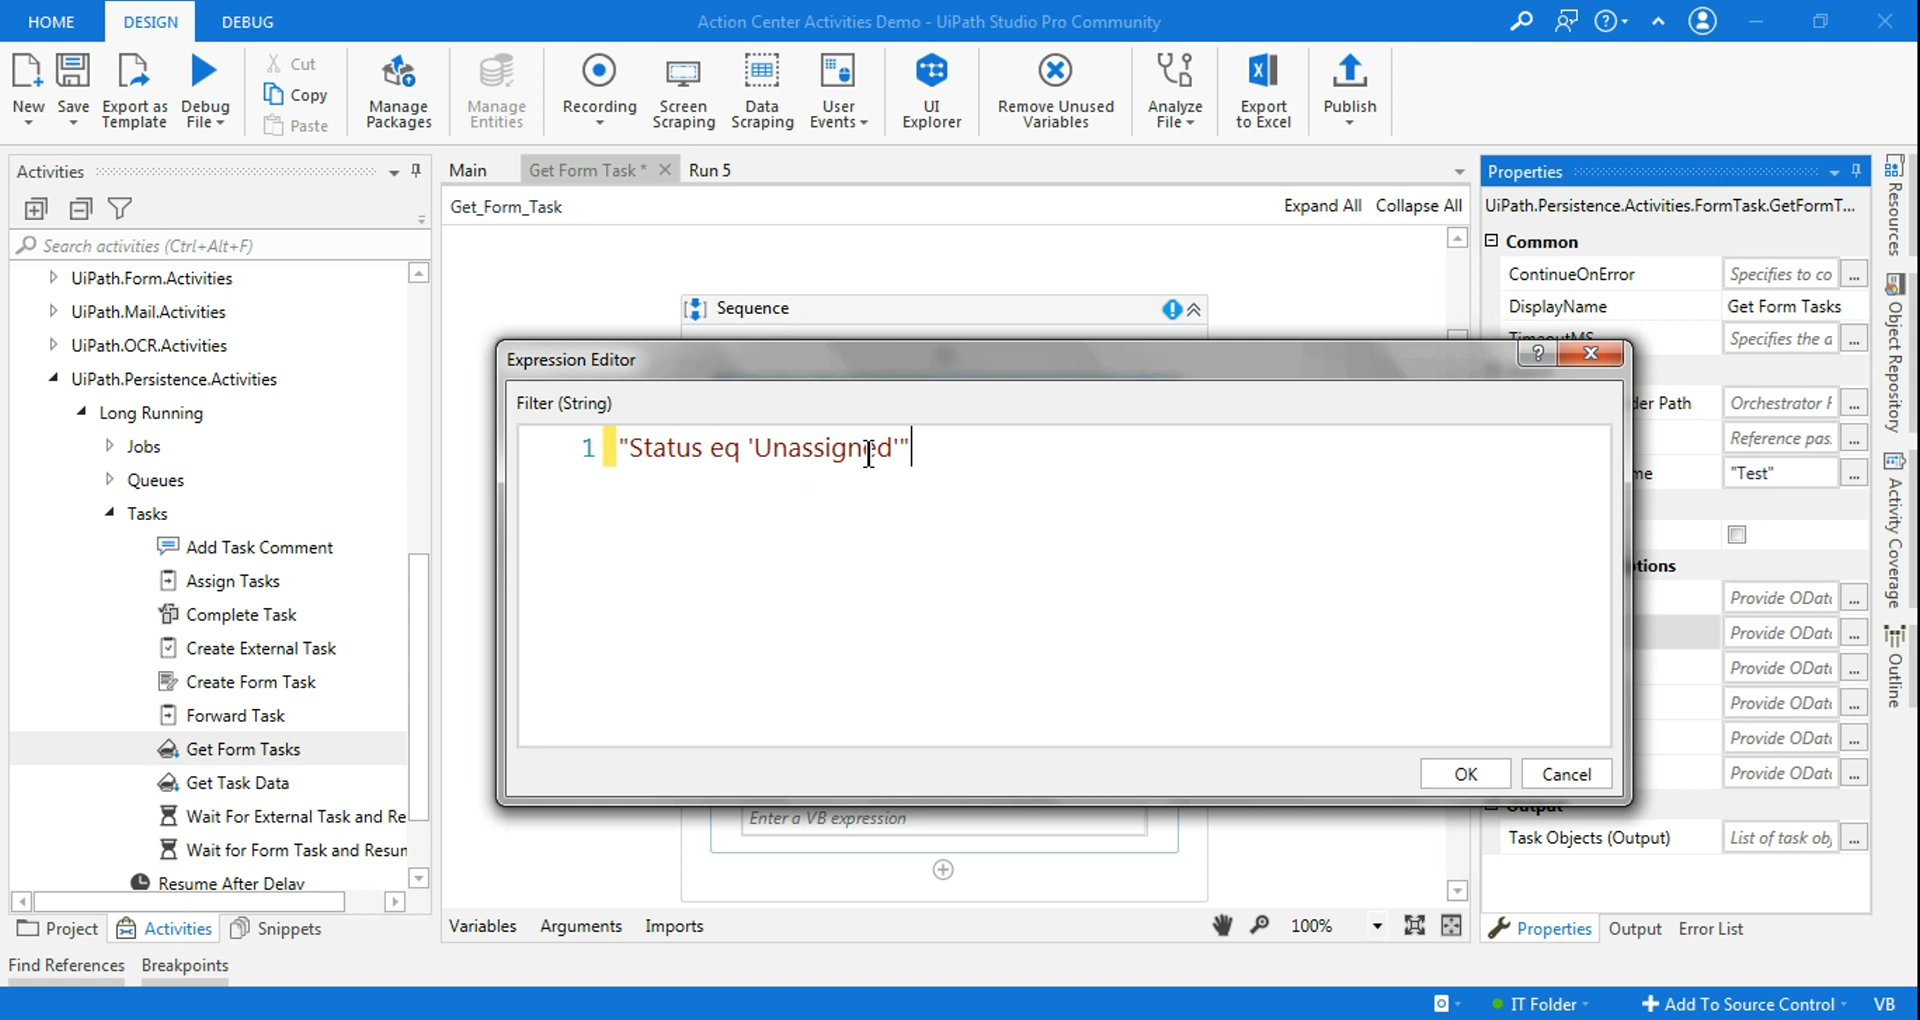 HOME
DESIGN
DEBUG
Action Center Activities Demo - UiPath Studio Pro Community
New
Save
Export as Template
Debug File
Cut
Copy
Paste
Manage Packages
Manage Entities
Recording
Screen Scraping
Data Scraping
User Events
UI Explorer
Remove Unused Variables
Analyze File
Export to Excel
Publish
Activities
Search activities (Ctrl+Alt+F)
UiPath.Form.Activities
UiPath.Mail.Activities
UiPath.OCR.Activities
UiPath.Persistence.Activities
Long Running
Jobs
Queues
Tasks
Add Task Comment
Assign Tasks
Complete Task
Create External Task
Create Form Task
Forward Task
Get Form Tasks
Get Task Data
Wait For External Task and Re
Wait for Form Task and Resun
Resume After Delay
Project
Activities
Snippets
Find References
Breakpoints
Main
Get Form Task *
Run 5
Get_Form_Task
Expand All
Collapse All
Sequence
Expression Editor
?
Filter (String)
1 "Status eq 'Unassigned'"
OK
Cancel
Enter a VB expression
Variables
Arguments
Imports
100%
Properties
UiPath.Persistence.Activities.FormTask.GetFormT...
Common
ContinueOnError
Specifies to co
...
DisplayName
Get Form Tasks
TimeoutMS
Specifies the a
...
der Path
Orchestrator F
...
Reference pas.
...
me
"Test"
...
tions
Provide OData
...
Provide OData
...
Provide OData
...
Provide OData
...
Provide OData
...
Provide OData
...
Output
Task Objects (Output)
List of task obj
...
Properties
Output
Error List
Resources
Object Repository
Activity Coverage
Outline
IT Folder
Add To Source Control
VB